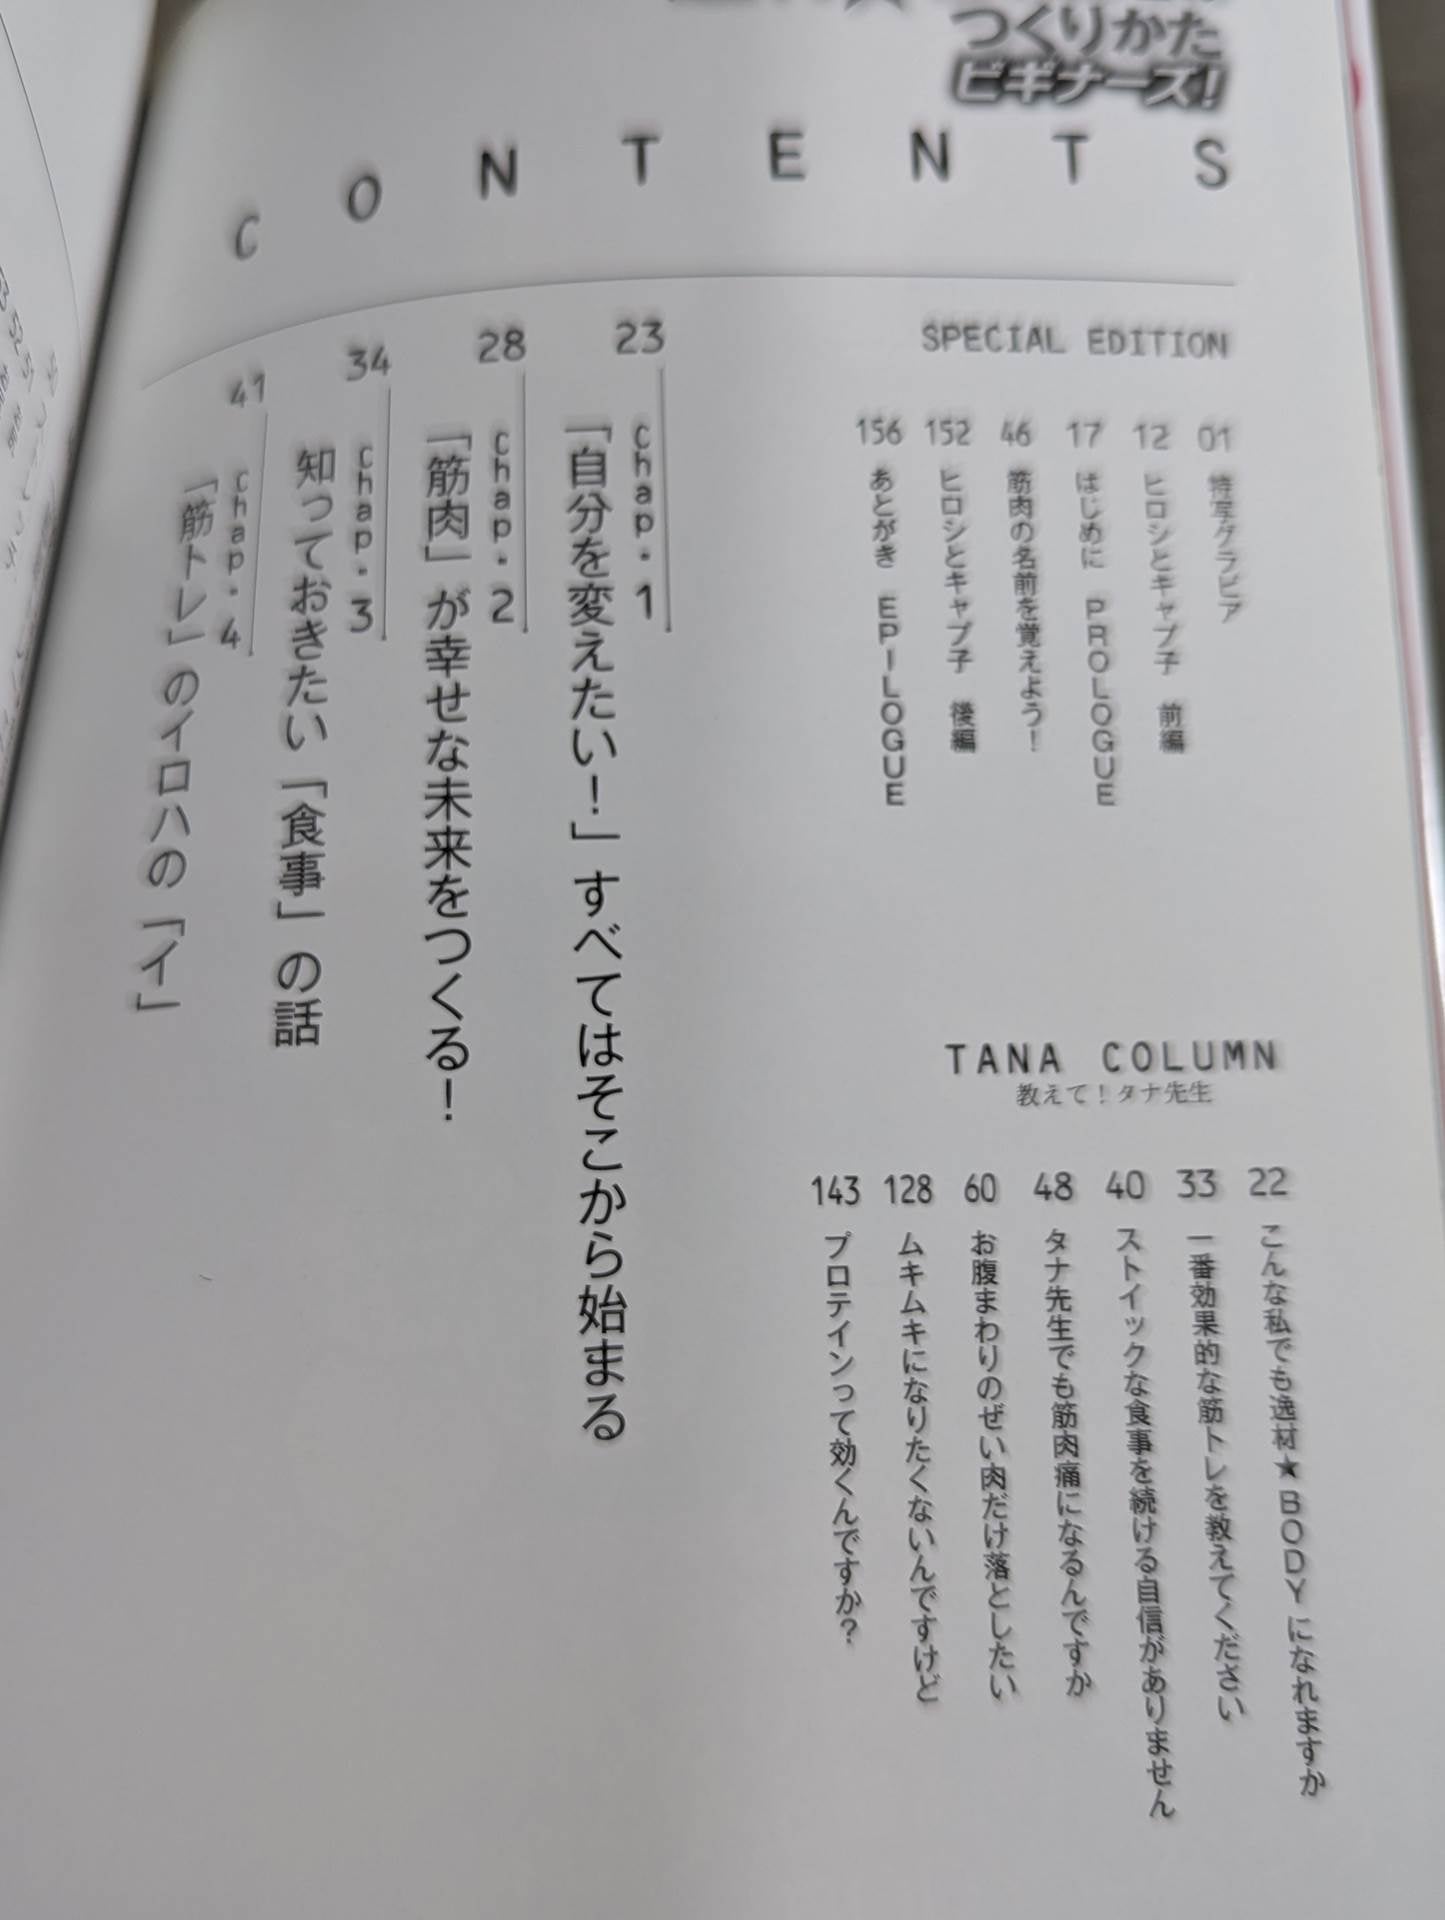 つくりかた
ビギナーズ!
CONTENTS
SPECIAL EDITION
01 特写グラビア
12 ヒロシとキャプ子 前編
17 はじめに PROLOGUE
46 筋肉の名前を覚えよう!
152 ヒロシとキャプ子 後編
156 あとがき EPILOGUE
TANA COLUMN
教えて!タナ先生
22 こんな私でも逸材★BODYになれますか
33 一番効果的な筋トレを教えてください
40 ストイックな食事を続ける自信がありません
48 タナ先生でも筋肉痛になるんですか
60 お腹まわりのぜい肉だけ落としたい
128 ムキムキになりたくないんですけど
143 プロテインって効くんですか?
23 chap.1
「自分を変えたい!」すべてはそこから始まる
28 chap.2
「筋肉」が幸せな未来をつくる!
34 chap.3
知っておきたい「食事」の話
41 chap.4
「筋トレ」のイロハの「イ」